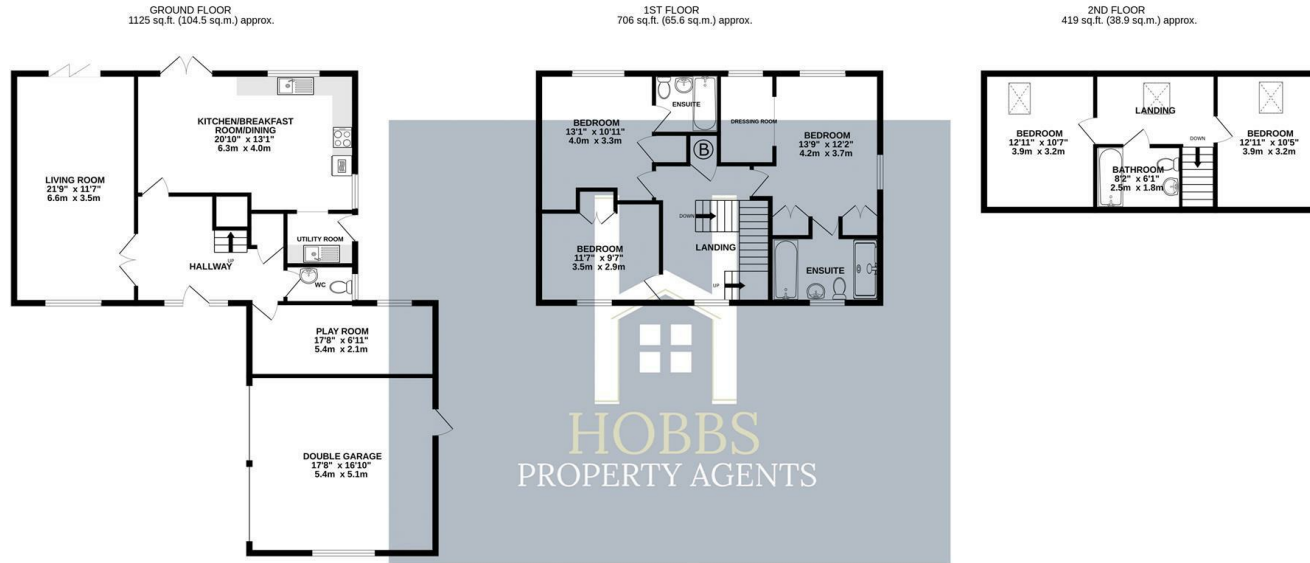 GROUND FLOOR
1125 sq.ft. (104.5 sq.m.) approx.
KITCHEN/BREAKFAST
ROOM/DINING
20'10" x 13'1"
6.3m x 4.0m
LIVING ROOM
21'9" x 11'7"
6.6m x 3.5m
UP
UTILITY ROOM
HALLWAY
WC
PLAY ROOM
17'8" x 6'11"
5.4m x 2.1m
DOUBLE GARAGE
17'8" x 16'10"
5.4m x 5.1m
1ST FLOOR
706 sq.ft. (65.6 sq.m.) approx.
ENSUITE
BEDROOM
13'1" x 10'11"
4.0m x 3.3m
DRESSING ROOM
BEDROOM
13'9" x 12'2"
4.2m x 3.7m
B
DOWN
BEDROOM
11'7" x 9'7"
3.5m x 2.9m
LANDING
ENSUITE
UP
HOBBS
PROPERTY AGENTS
2ND FLOOR
419 sq.ft. (38.9 sq.m.) approx.
LANDING
BEDROOM
12'11" x 10'7"
3.9m x 3.2m
DOWN
BEDROOM
12'11" x 10'5"
3.9m x 3.2m
BATHROOM
8'2" x 6'1"
2.5m x 1.8m